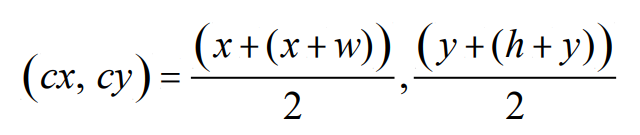 (cx, cy) = (x+(x+w))/2 , (y+(h+y))/2